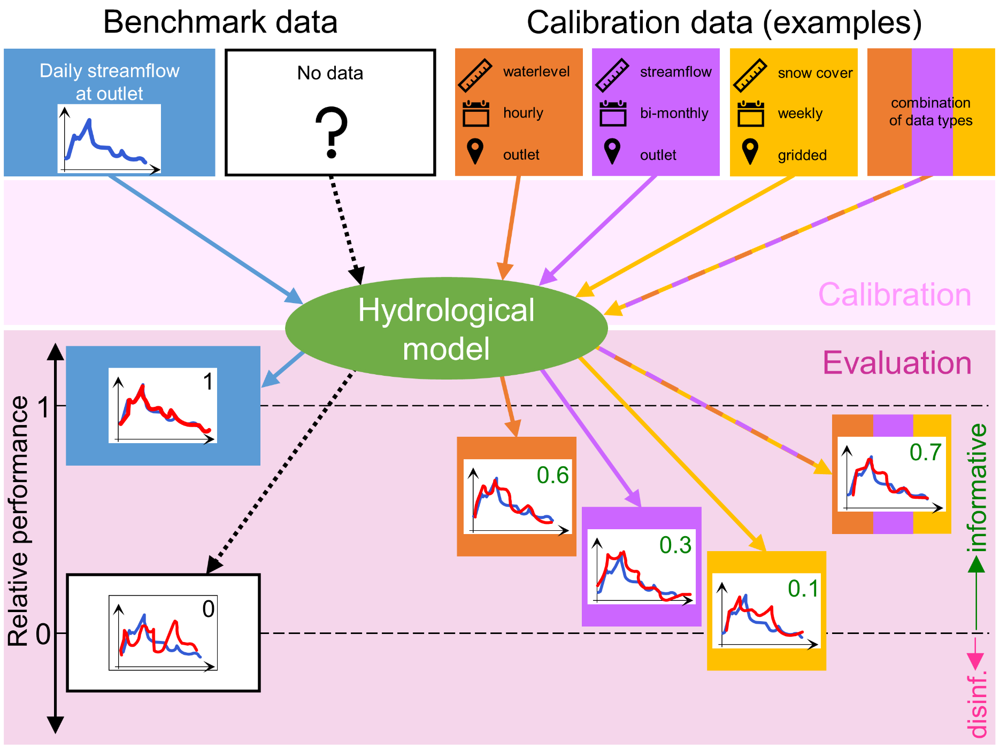 Benchmark data
Calibration data (examples)
Daily streamflow
at outlet
No data
?
waterlevel
hourly
outlet
streamflow
bi-monthly
outlet
snow cover
weekly
gridded
combination
of data types
Calibration
Hydrological
model
Evaluation
Relative performance
1
0
1
0
0.6
0.3
0.1
0.7
informative
disinf.